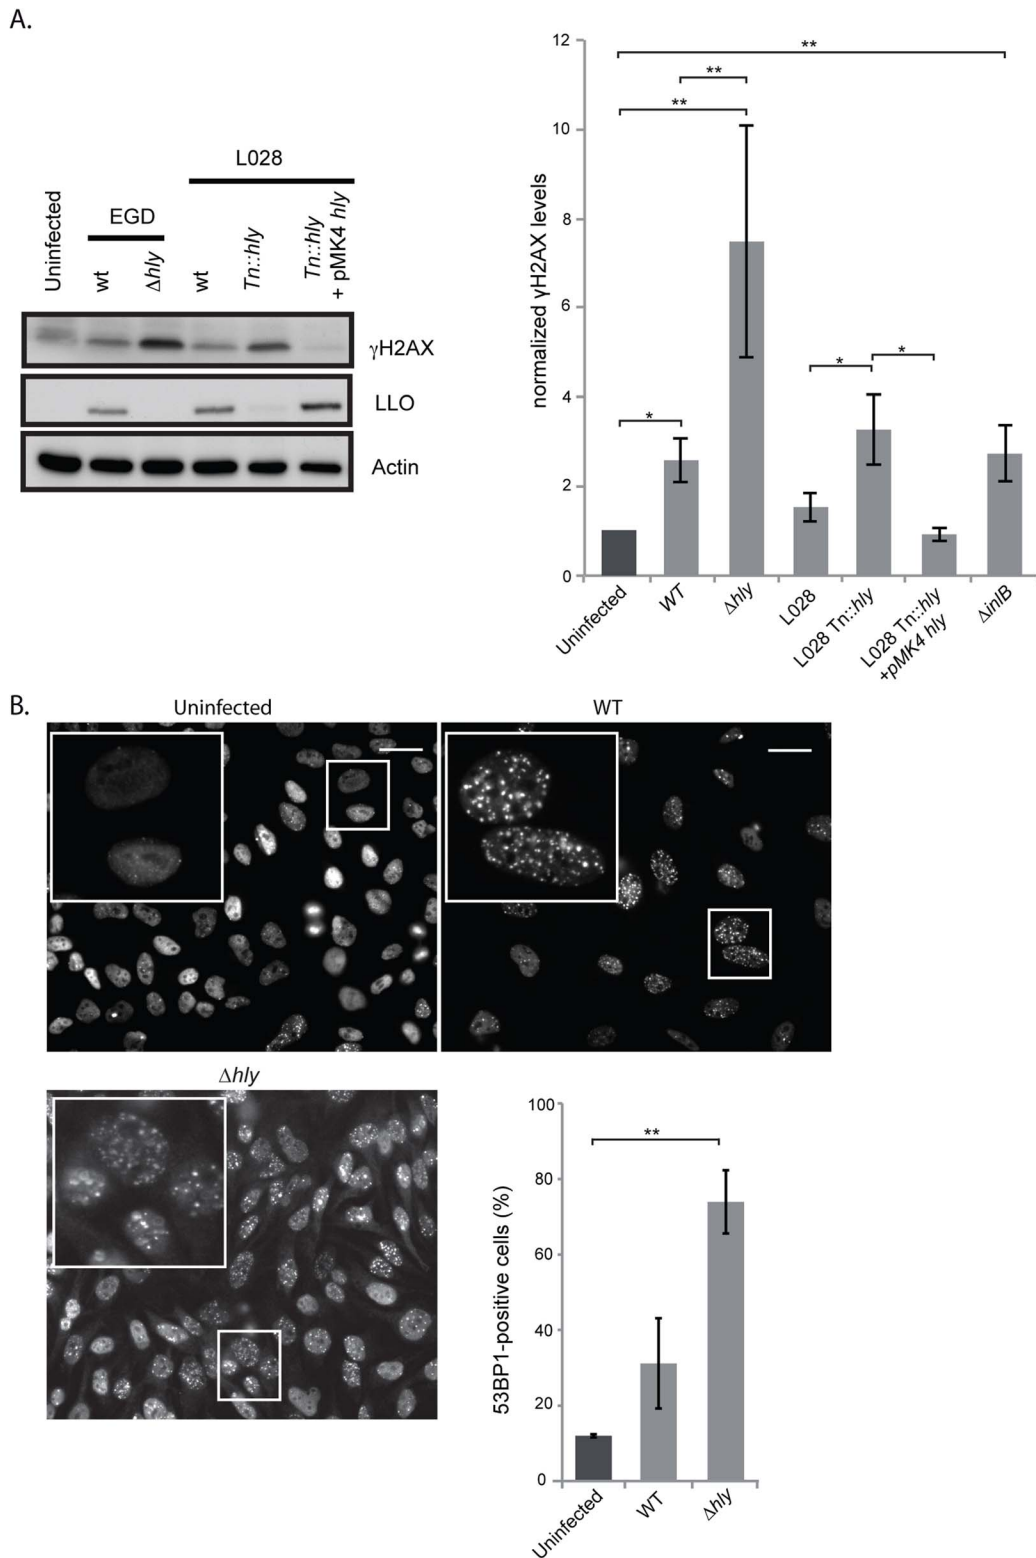 A.
L028
EGD
Uninfected
wt
Δhly
wt
Tn::hly
Tn::hly
+ pMK4 hly
γH2AX
LLO
Actin
normalized γH2AX levels
12
10
8
6
4
2
0
**
**
**
*
*
*
Uninfected
WT
Δhly
L028
L028 Tn::hly
L028 Tn::hly
+pMK4 hly
ΔinlB
B.
Uninfected
WT
Δhly
53BP1-positive cells (%)
100
80
60
40
20
0
**
Uninfected
WT
Δhly